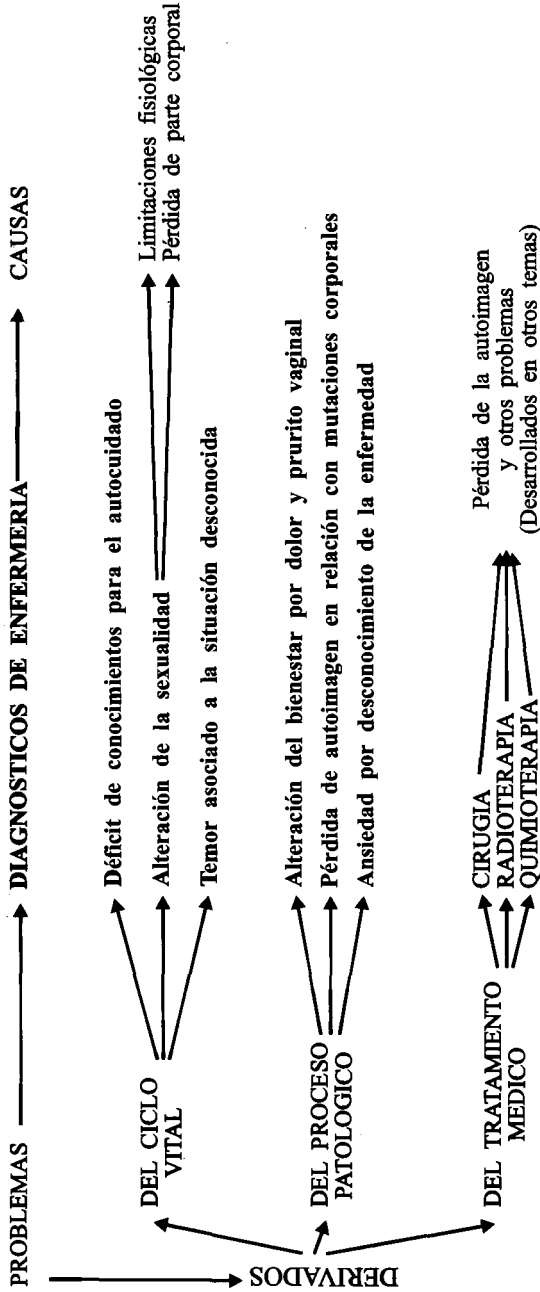 PROBLEMAS
DIAGNOSTICOS DE ENFERMERIA
CAUSAS
DERIVADOS
DEL CICLO
VITAL
Déficit de conocimientos para el autocuidado
Alteración de la sexualidad
Temor asociado a la situación desconocida
Limitaciones fisiológicas
Pérdida de parte corporal
DEL PROCESO
PATOLOGICO
Alteración del bienestar por dolor y prurito vaginal
Pérdida de autoimagen en relación con mutaciones corporales
Ansiedad por desconocimiento de la enfermedad
DEL TRATAMIENTO
MEDICO
CIRUGIA
RADIOTERAPIA
QUIMIOTERAPIA
Pérdida de la autoimagen
y otros problemas
(Desarrollados en otros temas)